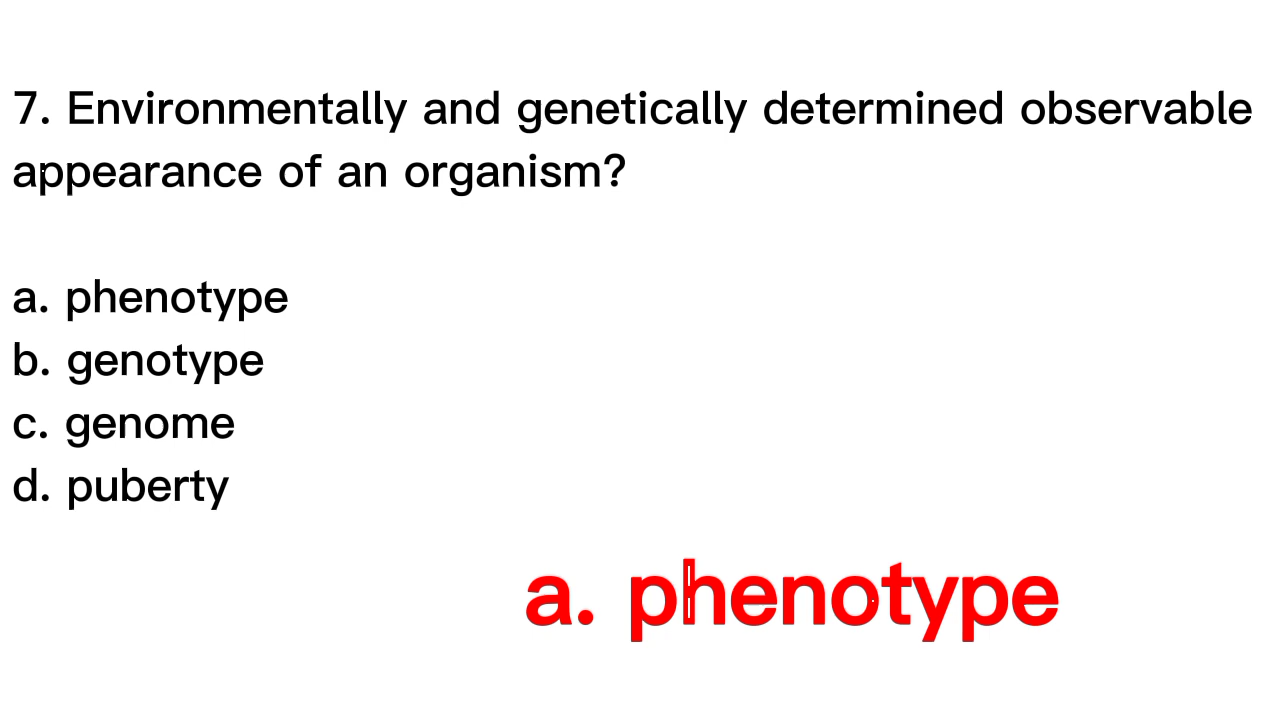 7. Environmentally and genetically determined observable
appearance of an organism?
a. phenotype
b. genotype
c. genome
d. puberty
a. phenotype